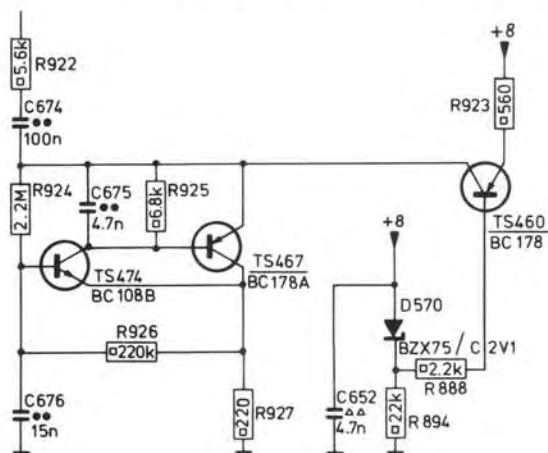 5.6k
R922
C674
100n
+8
R923
560
R924
2.2M
C675
4.7n
R925
6.8k
TS460
BC 178
TS474
BC 108B
TS467
BC 178A
+8
D570
BZX75 / C 2V1
R926
220k
2.2k
R 888
C676
15n
220
R927
C652
4.7n
22k
R 894